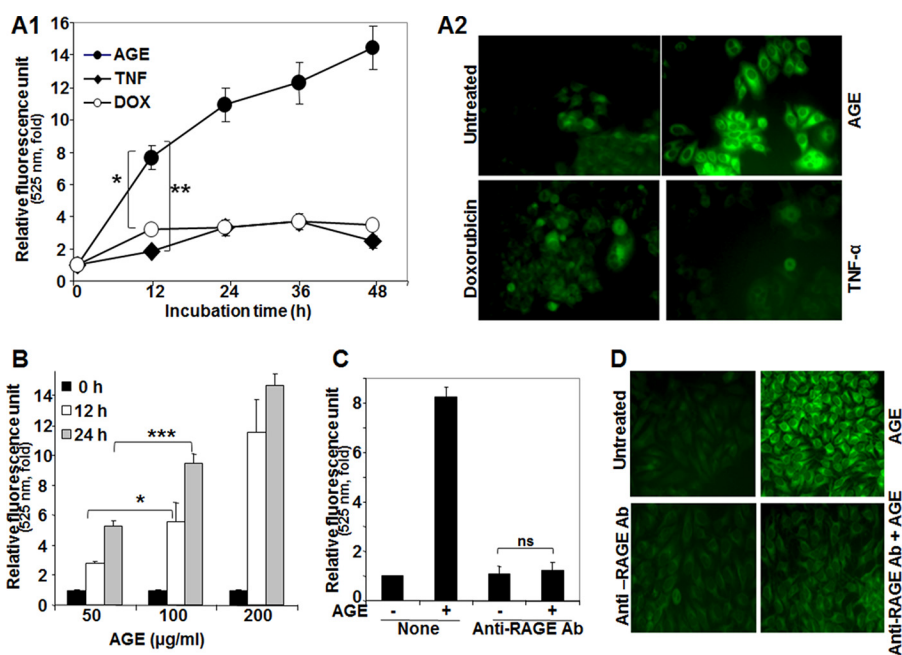 A1
Relative fluorescence unit
(525 nm, fold)
16
14
12
10
8
6
4
2
0
AGE
TNF
DOX
*
**
0 12 24 36 48
Incubation time (h)
A2
Untreated
AGE
Doxorubicin
TNF-α
B
Relative fluorescence unit
(525 nm, fold)
14
12
10
8
6
4
2
0
0 h
12 h
24 h
***
*
50 100 200
AGE (µg/ml)
C
Relative fluorescence unit
(525 nm, fold)
8
6
4
2
0
ns
AGE - + - +
None Anti-RAGE Ab
D
Untreated
AGE
Anti –RAGE Ab
Anti-RAGE Ab + AGE